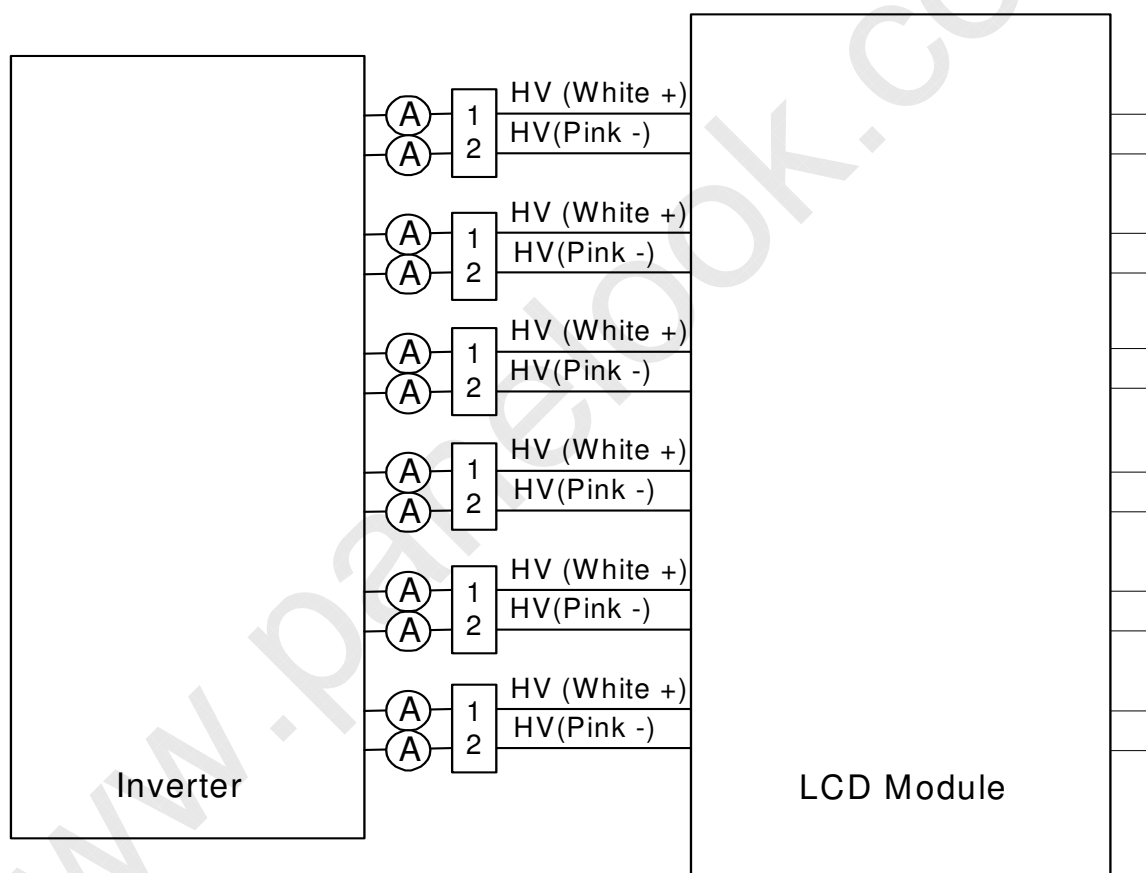 HV (White +)
A 1
HV(Pink -)
A 2
HV (White +)
A 1
HV(Pink -)
A 2
HV (White +)
A 1
HV(Pink -)
A 2
HV (White +)
A 1
HV(Pink -)
A 2
HV (White +)
A 1
HV(Pink -)
A 2
HV (White +)
A 1
HV(Pink -)
A 2
Inverter
LCD Module
w.panelook.co